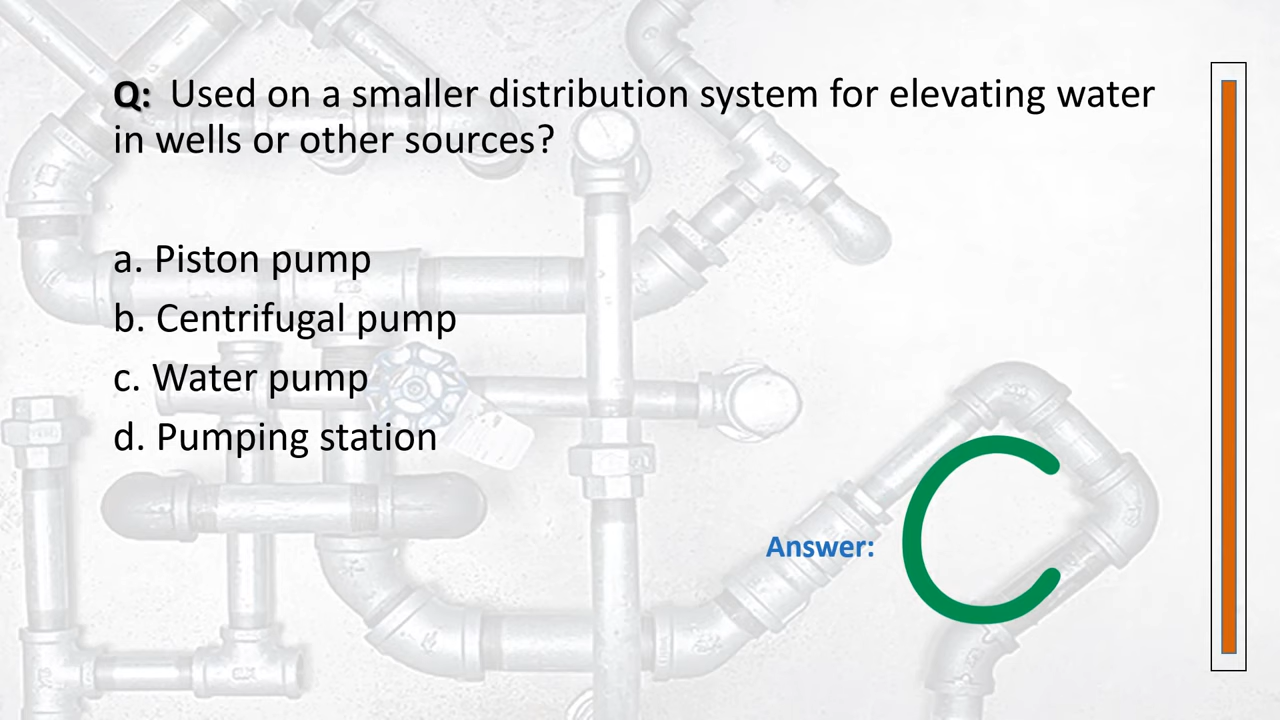 Q: Used on a smaller distribution system for elevating water
in wells or other sources?
a. Piston pump
b. Centrifugal pump
c. Water pump
d. Pumping station
Answer: C